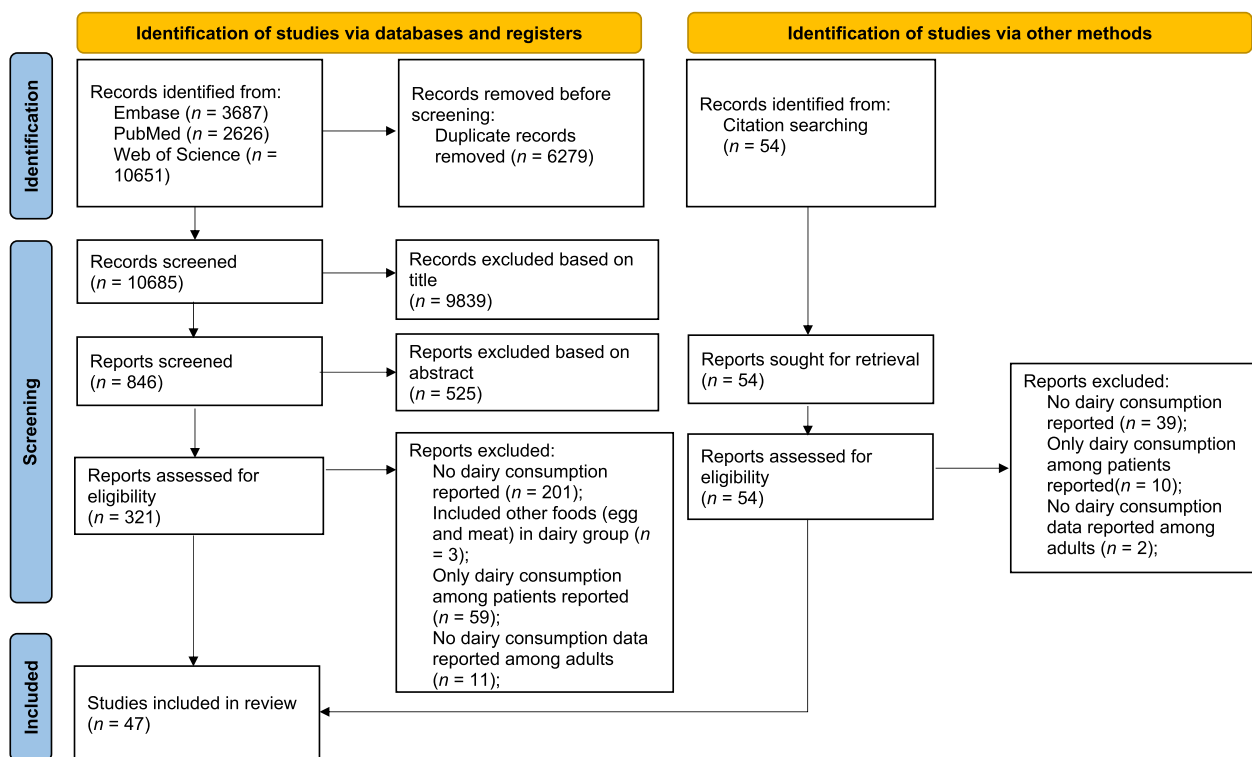 Identification of studies via databases and registers
Identification of studies via other methods
Identification
Records identified from:
Embase (n = 3687)
PubMed (n = 2626)
Web of Science (n =
10651)
Records removed before
screening:
Duplicate records
removed (n = 6279)
Records identified from:
Citation searching
(n = 54)
Screening
Records screened
(n = 10685)
Records excluded based on
title
(n = 9839)
Reports screened
(n = 846)
Reports excluded based on
abstract
(n = 525)
Reports sought for retrieval
(n = 54)
Reports assessed for
eligibility
(n = 321)
Reports excluded:
No dairy consumption
reported (n = 201);
Included other foods (egg
and meat) in dairy group (n
= 3);
Only dairy consumption
among patients reported
(n = 59);
No dairy consumption data
reported among adults
(n = 11);
Reports assessed for
eligibility
(n = 54)
Reports excluded:
No dairy consumption
reported (n = 39);
Only dairy consumption
among patients
reported(n = 10);
No dairy consumption
data reported among
adults (n = 2);
Included
Studies included in review
(n = 47)